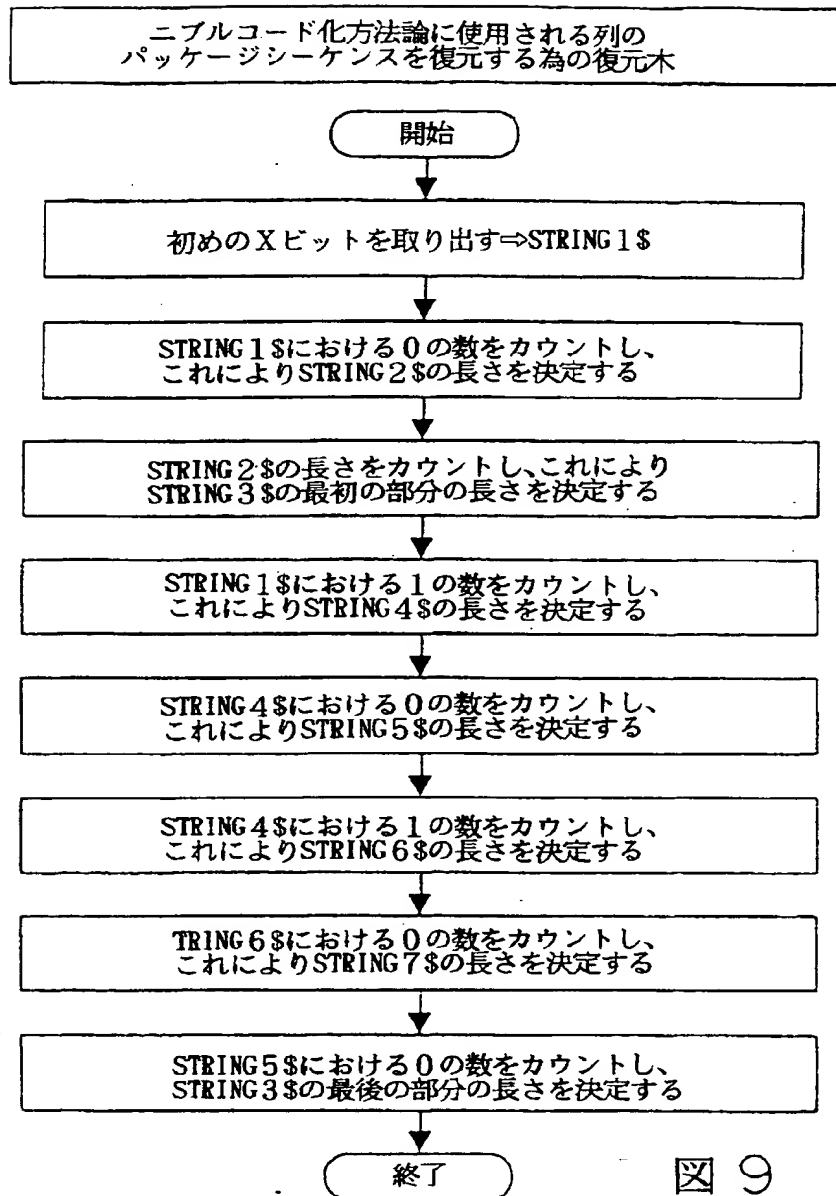 ニブルコード化方法論に使用される列の
パッケージシーケンスを復元する為の復元木
開始
初めのXビットを取り出す⇒STRING1$
STRING1$における0の数をカウントし、
これによりSTRING2$の長さを決定する
STRING2$の長さをカウントし、これにより
STRING3$の最初の部分の長さを決定する
STRING1$における1の数をカウントし、
これによりSTRING4$の長さを決定する
STRING4$における0の数をカウントし、
これによりSTRING5$の長さを決定する
STRING4$における1の数をカウントし、
これによりSTRING6$の長さを決定する
TRING6$における0の数をカウントし、
これによりSTRING7$の長さを決定する
STRING5$における0の数をカウントし、
STRING3$の最後の部分の長さを決定する
終了
図 9